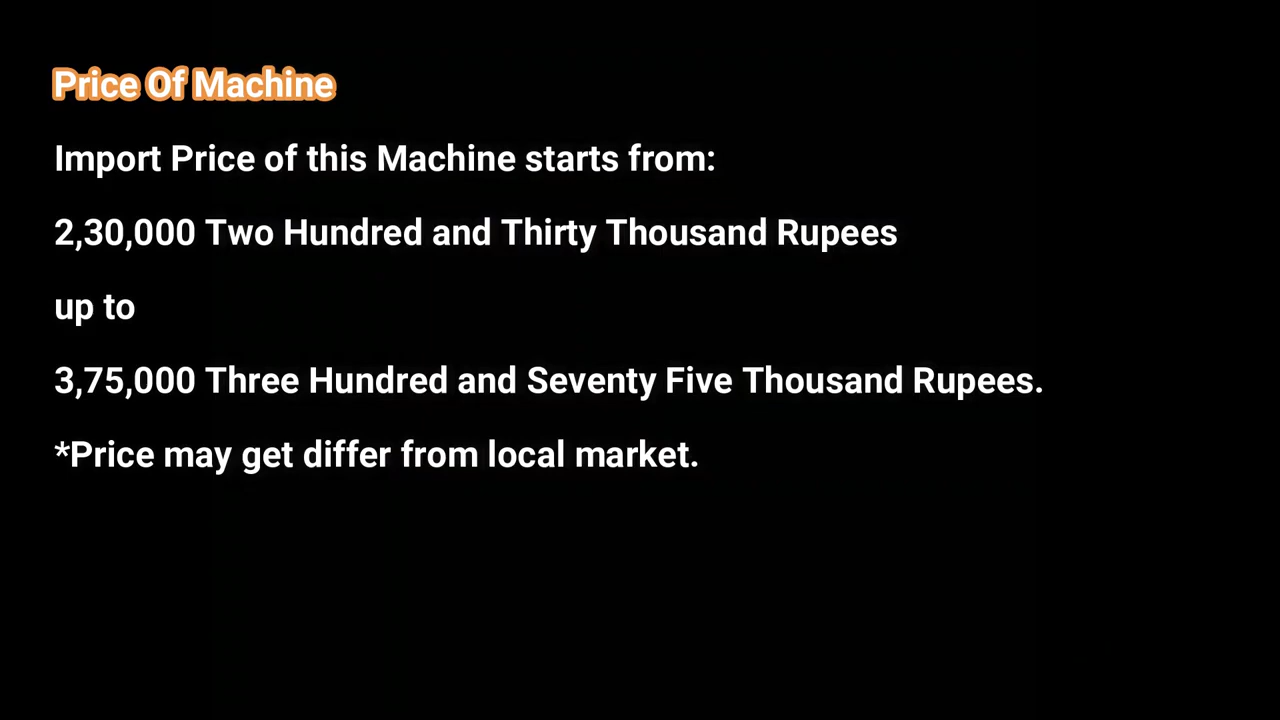 Price Of Machine
Import Price of this Machine starts from:
2,30,000 Two Hundred and Thirty Thousand Rupees
up to
3,75,000 Three Hundred and Seventy Five Thousand Rupees.
*Price may get differ from local market.